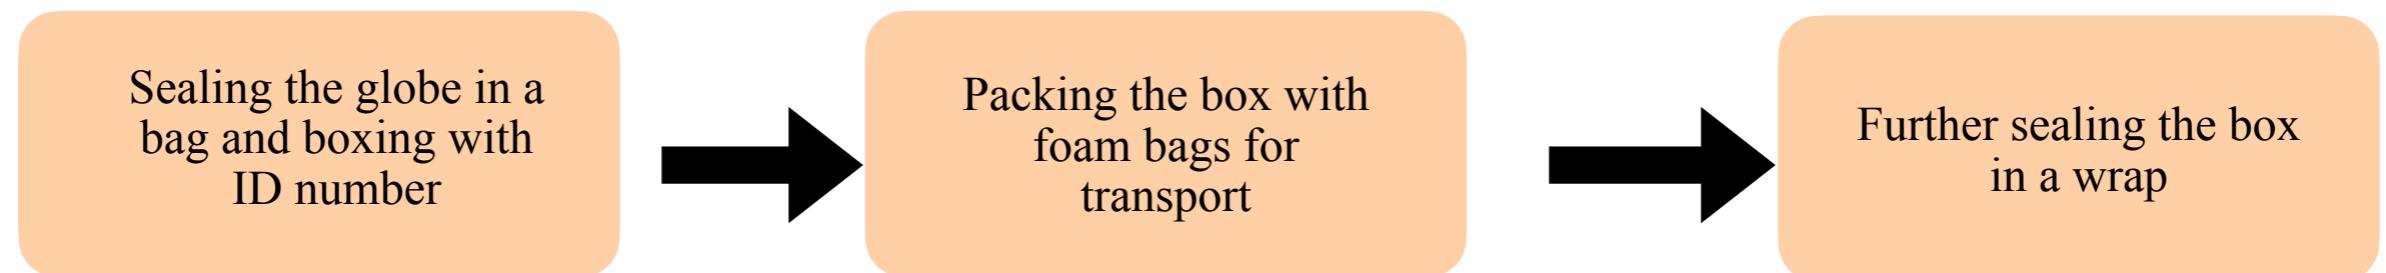 Sealing the globe in a
bag and boxing with
ID number
Packing the box with
foam bags for
transport
Further sealing the box
in a wrap